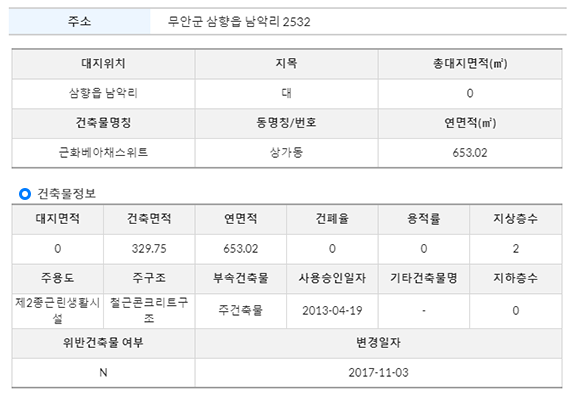 주소 무안군 삼향읍 남악리 2532
대지위치 지목 총대지면적(㎡)
삼향읍 남악리 대 0
건축물명칭 동명칭/번호 연면적(㎡)
근화베아채스위트 상가동 653.02
건축물정보
대지면적 건축면적 연면적 건폐율 용적률 지상층수
0 329.75 653.02 0 0 2
주용도 주구조 부속건축물 사용승인일자 기타건축물명 지하층수
제2종근린생활시설 철근콘크리트구조 주건축물 2013-04-19 - 0
위반건축물 여부 변경일자
N 2017-11-03